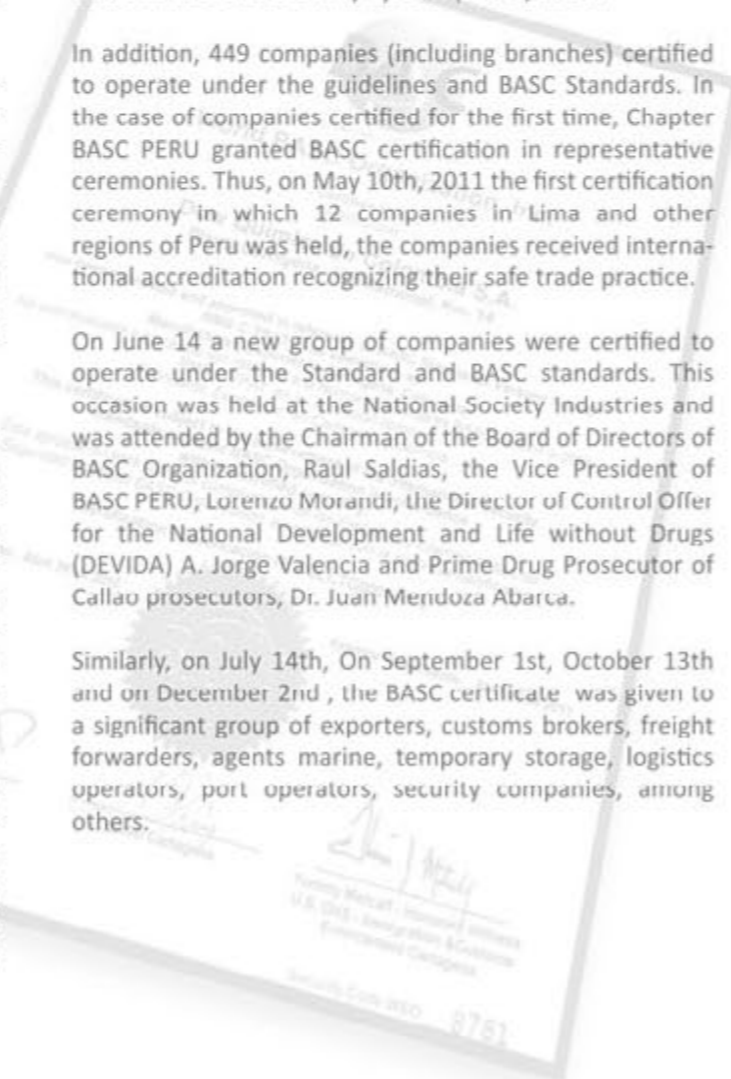 In addition, 449 companies (including branches) certified
to operate under the guidelines and BASC Standards. In
the case of companies certified for the first time, Chapter
BASC PERU granted BASC certification in representative
ceremonies. Thus, on May 10th, 2011 the first certification
ceremony in which 12 companies in Lima and other
regions of Peru was held, the companies received interna-
tional accreditation recognizing their safe trade practice.
On June 14 a new group of companies were certified to
operate under the Standard and BASC standards. This
occasion was held at the National Society Industries and
was attended by the Chairman of the Board of Directors of
BASC Organization, Raul Saldias, the Vice President of
BASC PERU, Lorenzo Morandi, the Director of Control Offer
for the National Development and Life without Drugs
(DEVIDA) A. Jorge Valencia and Prime Drug Prosecutor of
Callao prosecutors, Dr. Juan Mendoza Abarca.
Similarly, on July 14th, On September 1st, October 13th
and on December 2nd , the BASC certificate was given to
a significant group of exporters, customs brokers, freight
forwarders, agents marine, temporary storage, logistics
operators, port operators, security companies, among
others.
8781